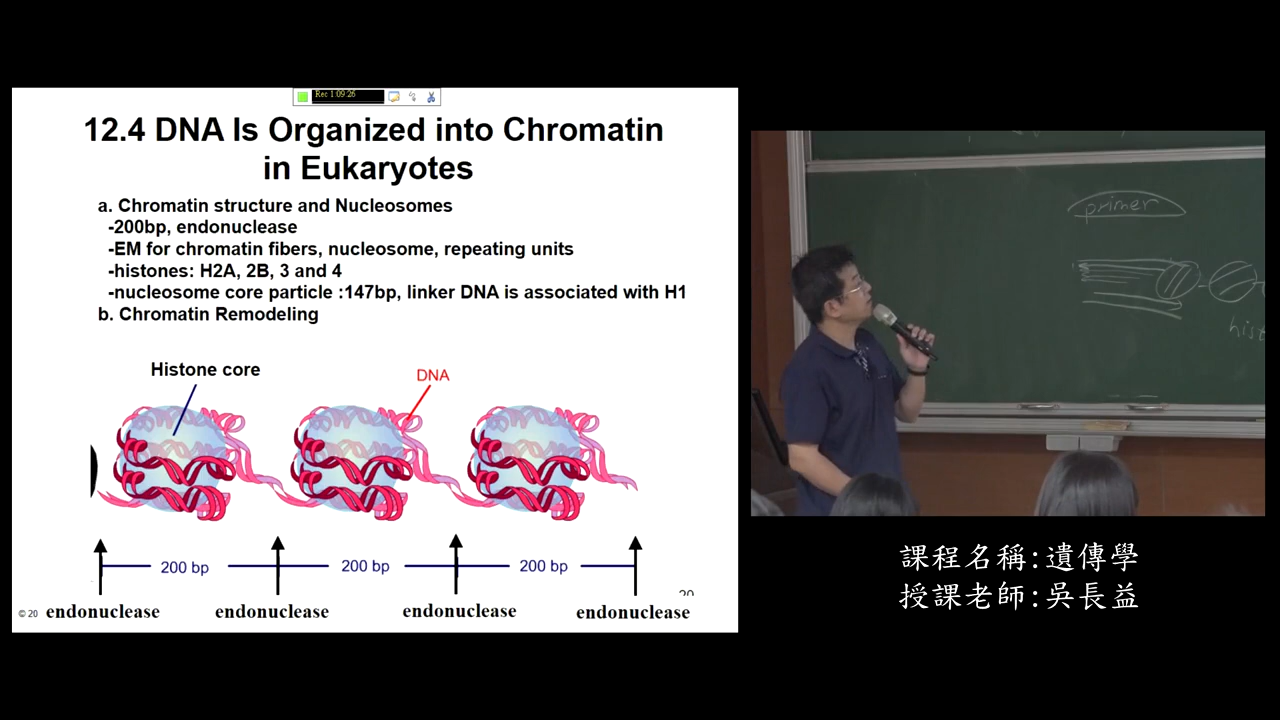 Rec 1:09:26
12.4 DNA Is Organized into Chromatin
in Eukaryotes
a. Chromatin structure and Nucleosomes
-200bp, endonuclease
-EM for chromatin fibers, nucleosome, repeating units
-histones: H2A, 2B, 3 and 4
-nucleosome core particle :147bp, linker DNA is associated with H1
b. Chromatin Remodeling
Histone core
DNA
200 bp
200 bp
200 bp
20
© 20
endonuclease
endonuclease
endonuclease
endonuclease
primer
hist
課程名稱:遺傳學
授課老師:吳長益